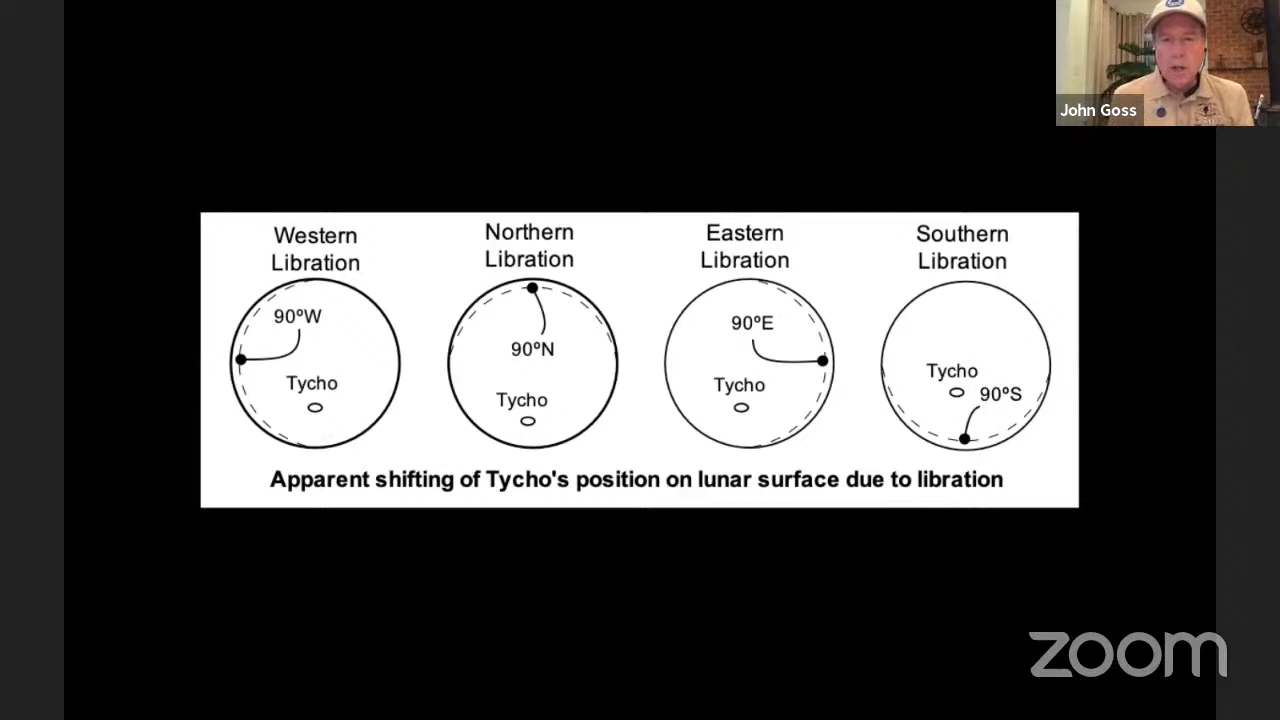 John Goss
Western
Libration
Northern
Libration
Eastern
Libration
Southern
Libration
90ºW
Tycho
90ºN
Tycho
90ºE
Tycho
Tycho
90ºS
Apparent shifting of Tycho's position on lunar surface due to libration
zoom